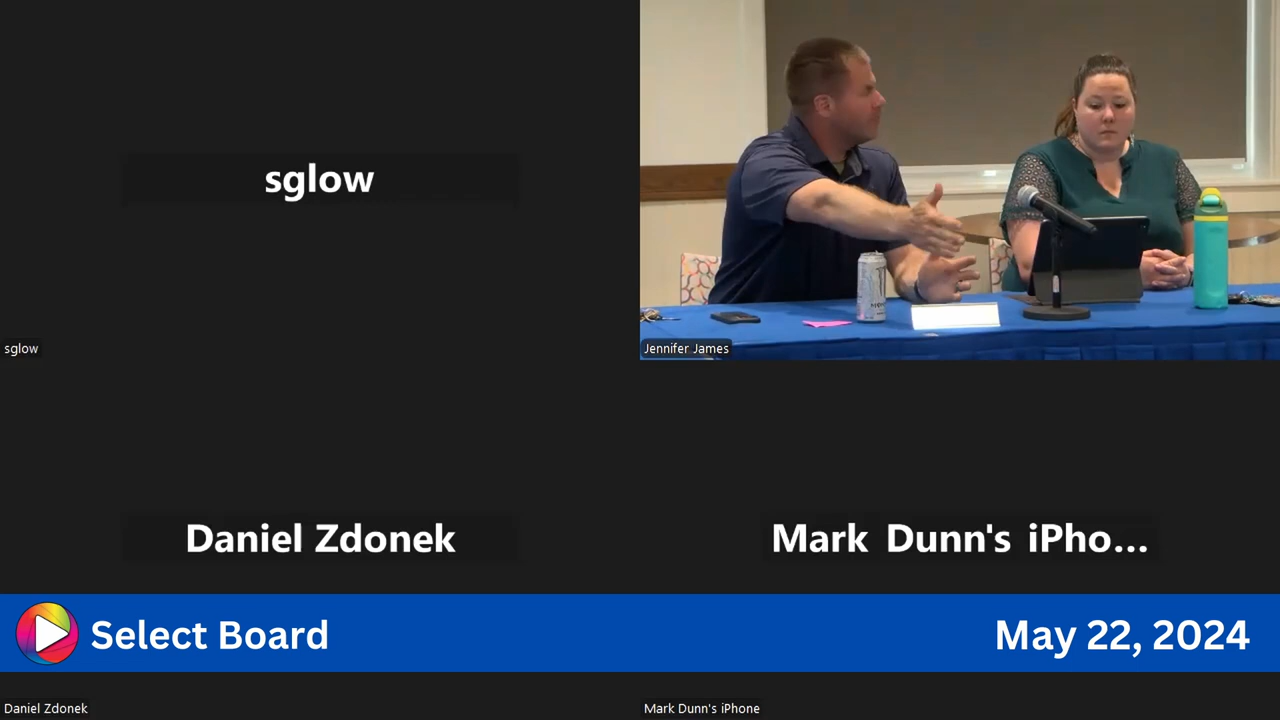 sglow
sglow
Jennifer James
Daniel Zdonek
Mark Dunn's iPho...
Select Board
May 22, 2024
Daniel Zdonek
Mark Dunn's iPhone